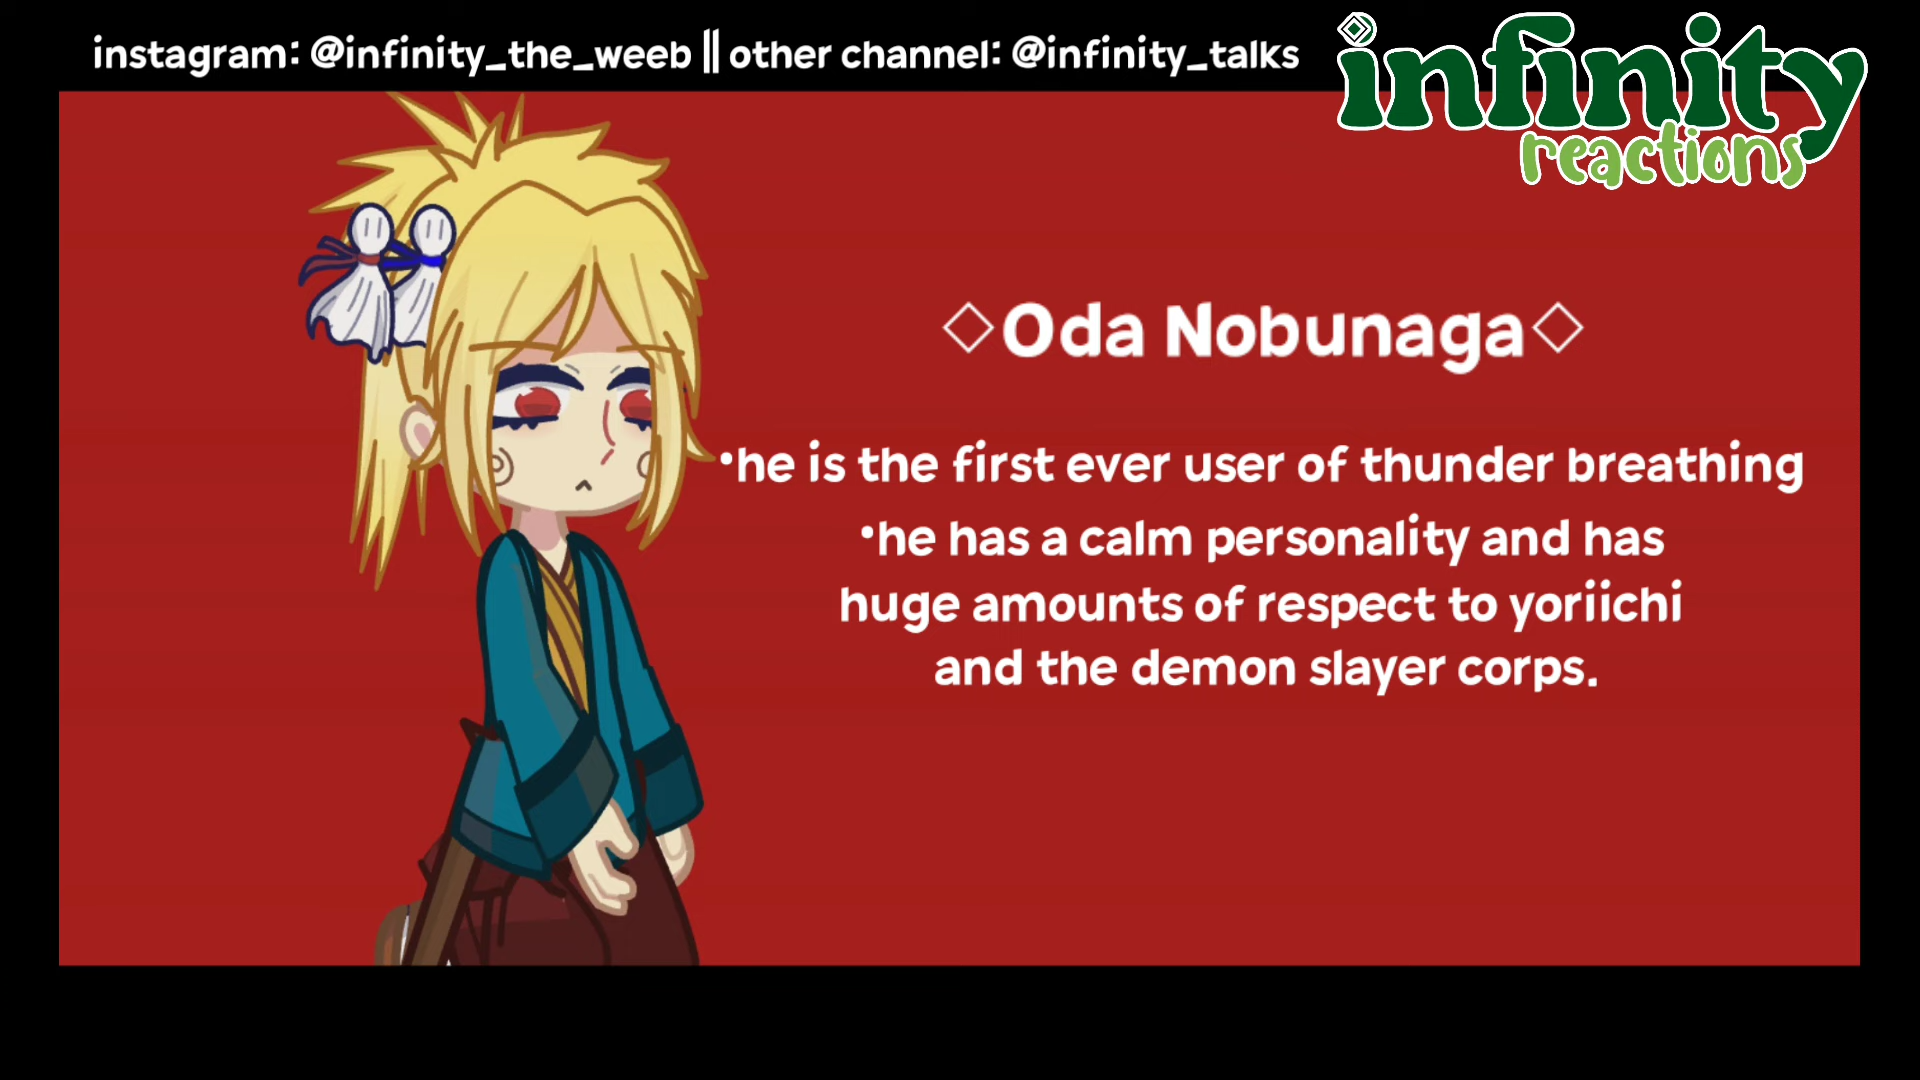 instagram: @infinity_the_weeb || other channel: @infinity_talks
infinity
reactions
◇Oda Nobunaga◇
•he is the first ever user of thunder breathing
•he has a calm personality and has
huge amounts of respect to yoriichi
and the demon slayer corps.